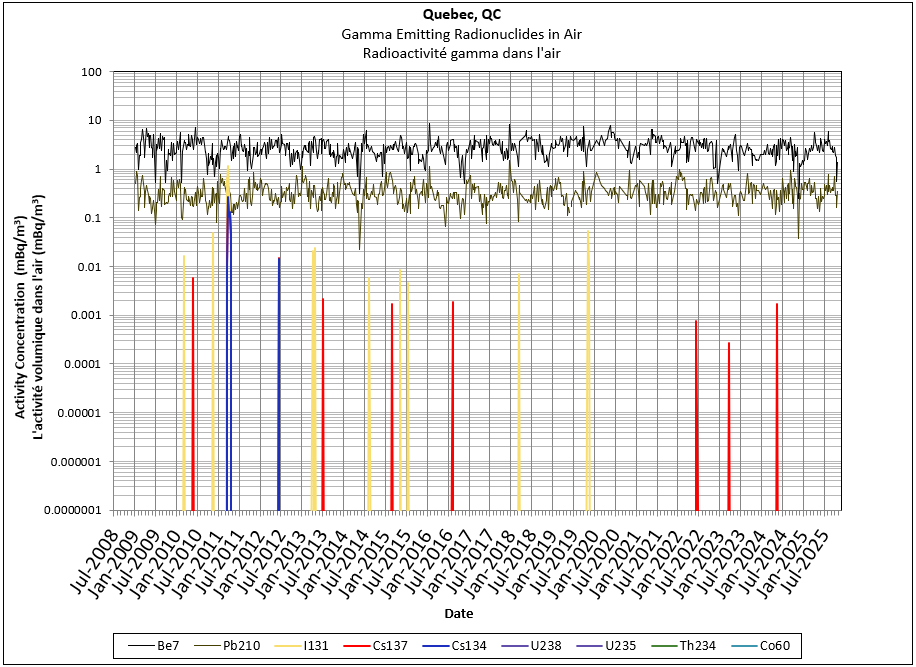 Quebec, QC
Gamma Emitting Radionuclides in Air
Radioactivité gamma dans l'air
Activity Concentration (mBq/m³)
L'activité volumique dans l'air (mBq/m³)
100
10
1
0.1
0.01
0.001
0.0001
0.00001
0.000001
0.0000001
Jul-2008
Jan-2009
Jul-2009
Jan-2010
Jul-2010
Jan-2011
Jul-2011
Jan-2012
Jul-2012
Jan-2013
Jul-2013
Jan-2014
Jul-2014
Jan-2015
Jul-2015
Jan-2016
Jul-2016
Jan-2017
Jul-2017
Jan-2018
Jul-2018
Jan-2019
Jul-2019
Jan-2020
Jul-2020
Jan-2021
Jul-2021
Jan-2022
Jul-2022
Jan-2023
Jul-2023
Jan-2024
Jul-2024
Jan-2025
Jul-2025
Date
Be7 Pb210 I131 Cs137 Cs134 U238 U235 Th234 Co60